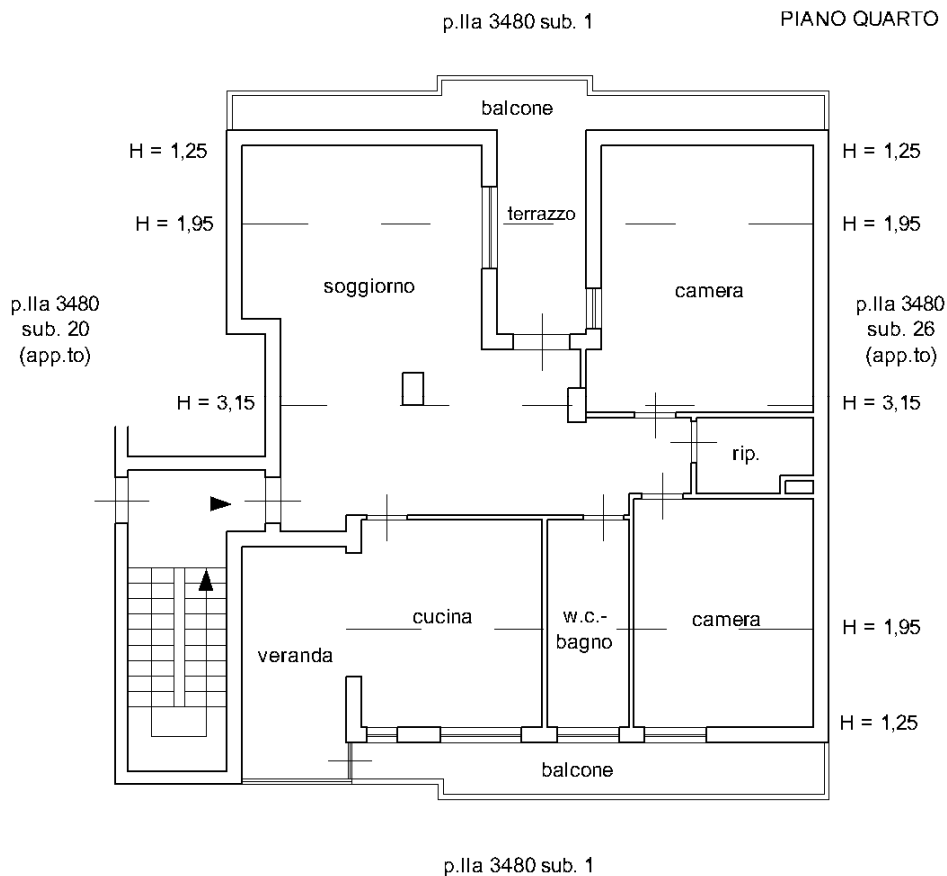 p.lla 3480 sub. 1
PIANO QUARTO
balcone
H = 1,25
H = 1,25
H = 1,95
terrazzo
H = 1,95
soggiorno
camera
p.lla 3480
sub. 20
(app.to)
p.lla 3480
sub. 26
(app.to)
H = 3,15
H = 3,15
rip.
cucina
w.c.-
bagno
camera
H = 1,95
veranda
H = 1,25
balcone
p.lla 3480 sub. 1